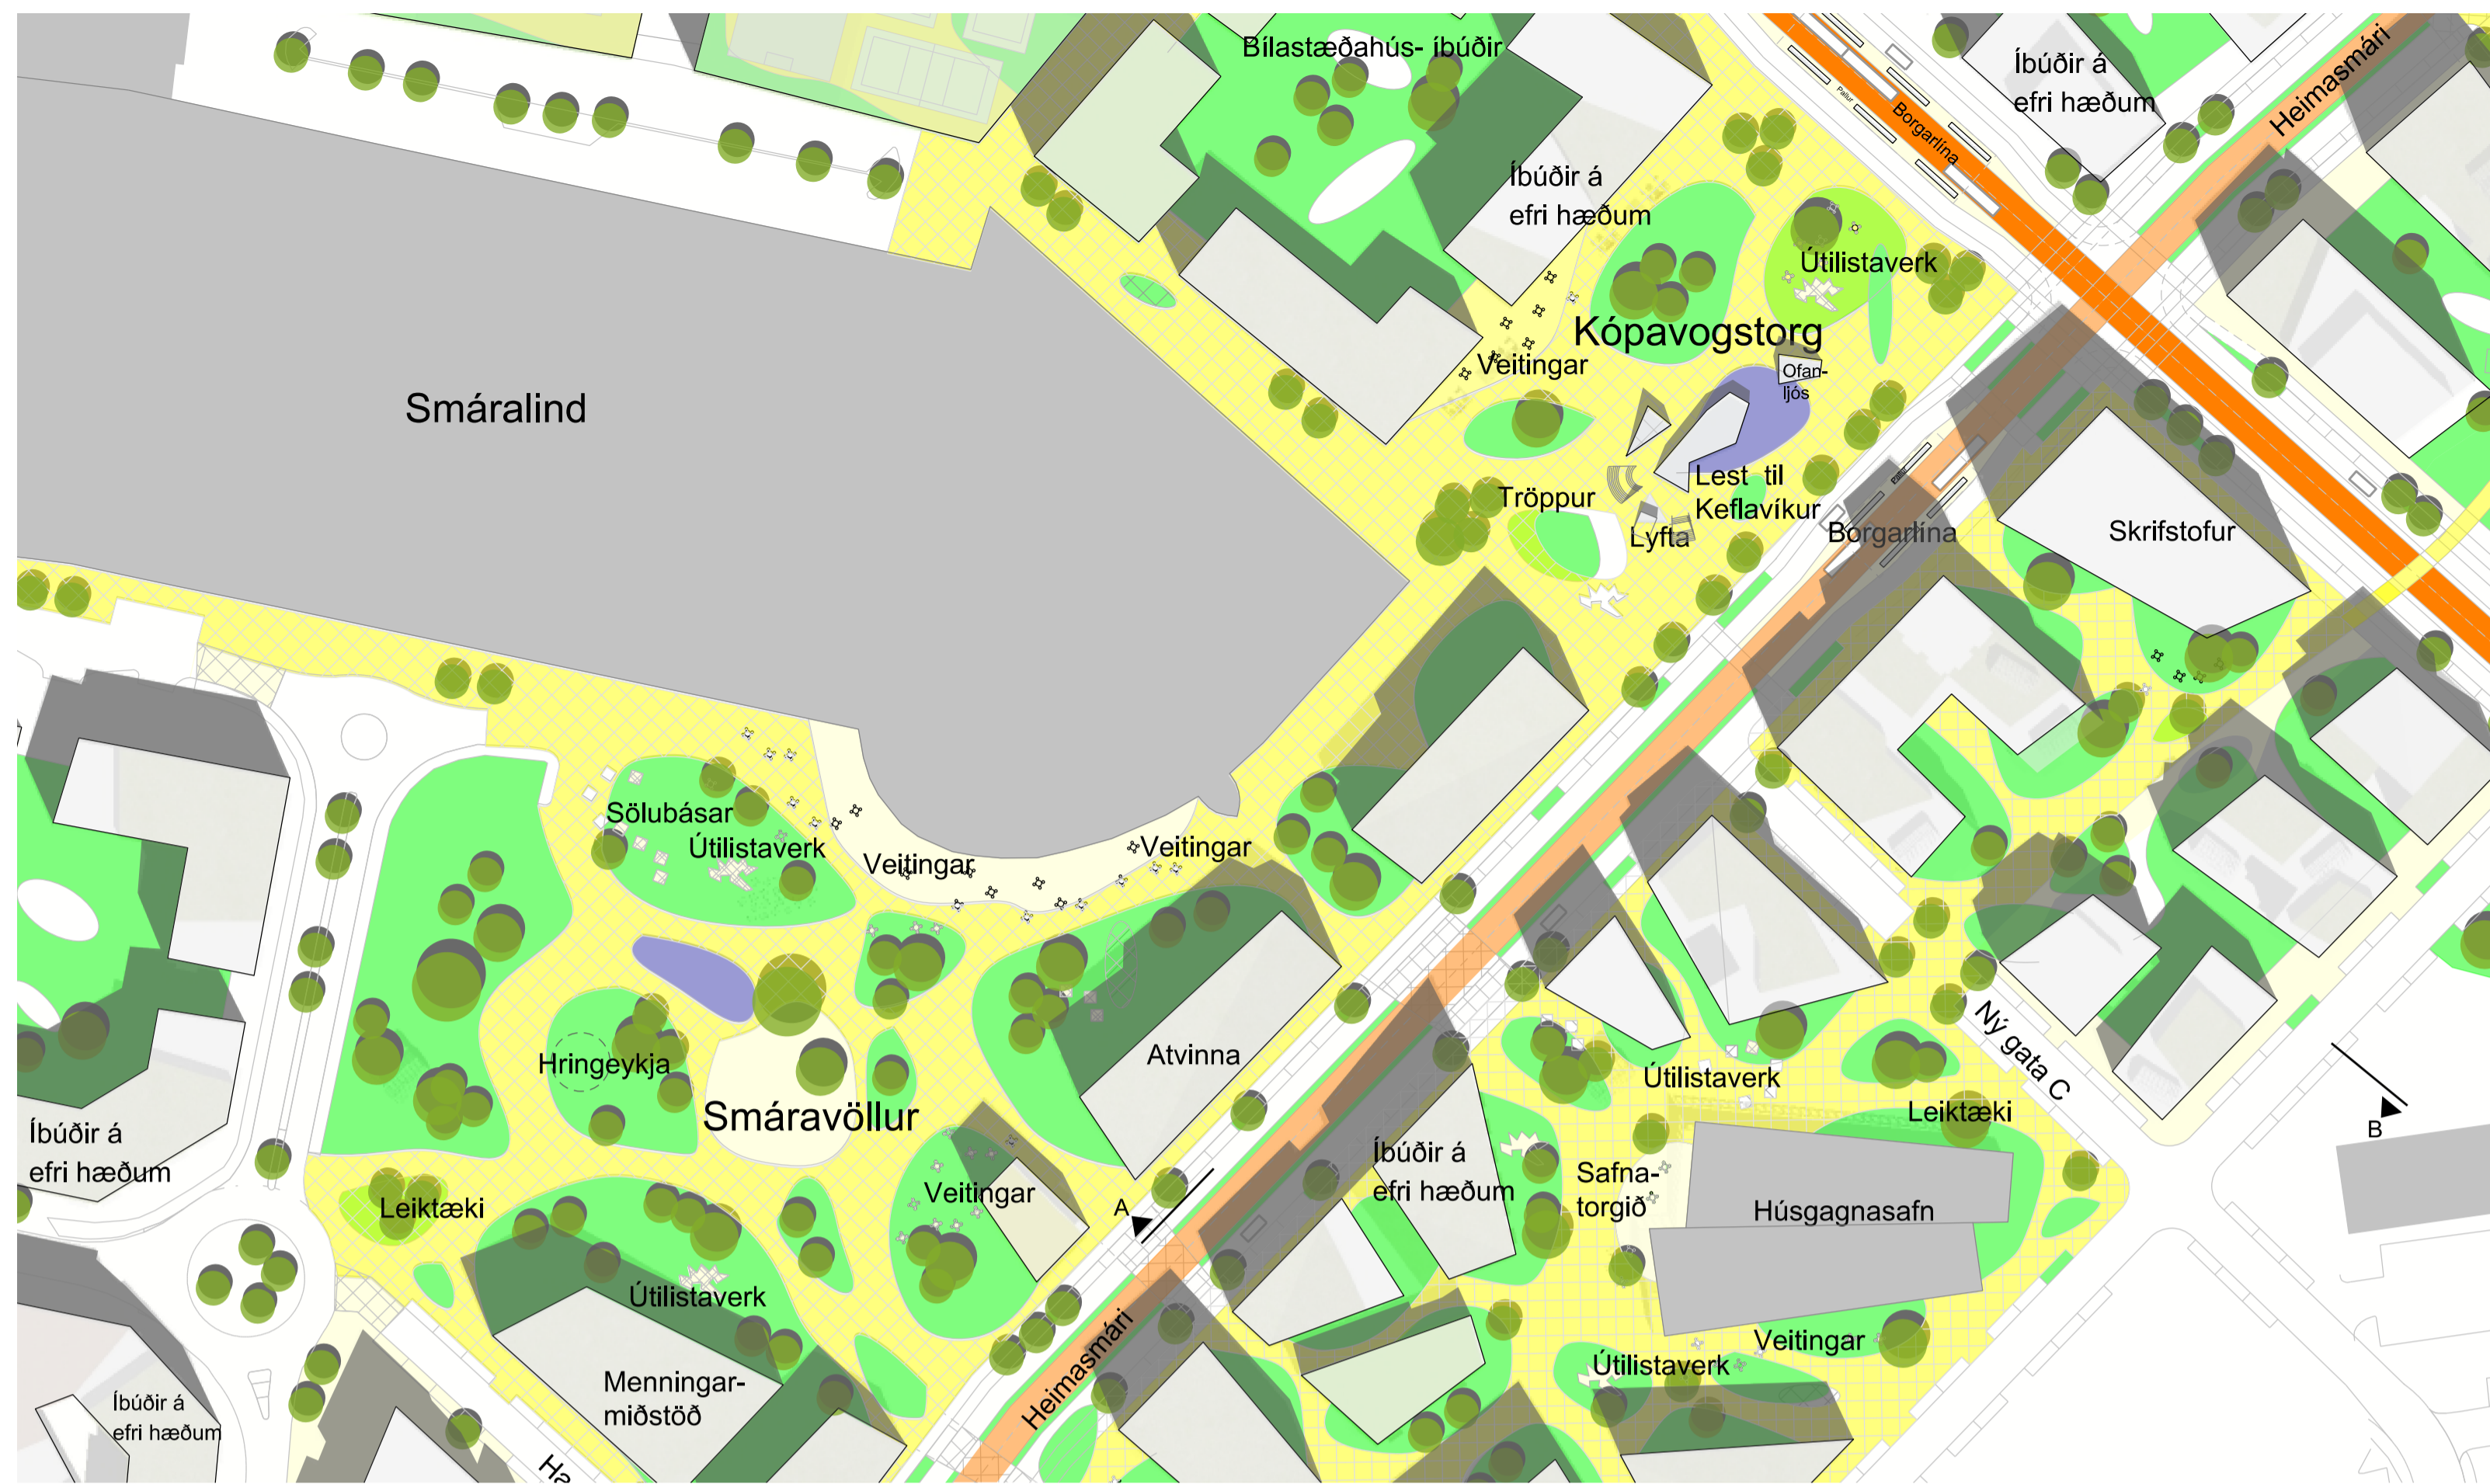 Bílastæðahús- íbúðir
Íbúðir á
efri hæðum
Heimasmári
Pallur
Borgarlína
Íbúðir á
efri hæðum
Útilistaverk
Kópavogstorg
Veitingar
Ofan-
ljós
Smáralind
Tröppur
Lest til
Keflavíkur
Lyfta
Pallur
Borgarlína
Skrifstofur
Sölubásar
Útilistaverk
Veitingar
Veitingar
Hringeykja
Atvinna
Smáravöllur
Ný gata C
Útilistaverk
Leiktæki
B
Íbúðir á
efri hæðum
Íbúðir á
efri hæðum
Safna-
torgið
Húsgagnasafn
Leiktæki
Veitingar
A
Útilistaverk
Heimasmári
Veitingar
Útilistaverk
Menningar-
miðstöð
Íbúðir á
efri hæðum